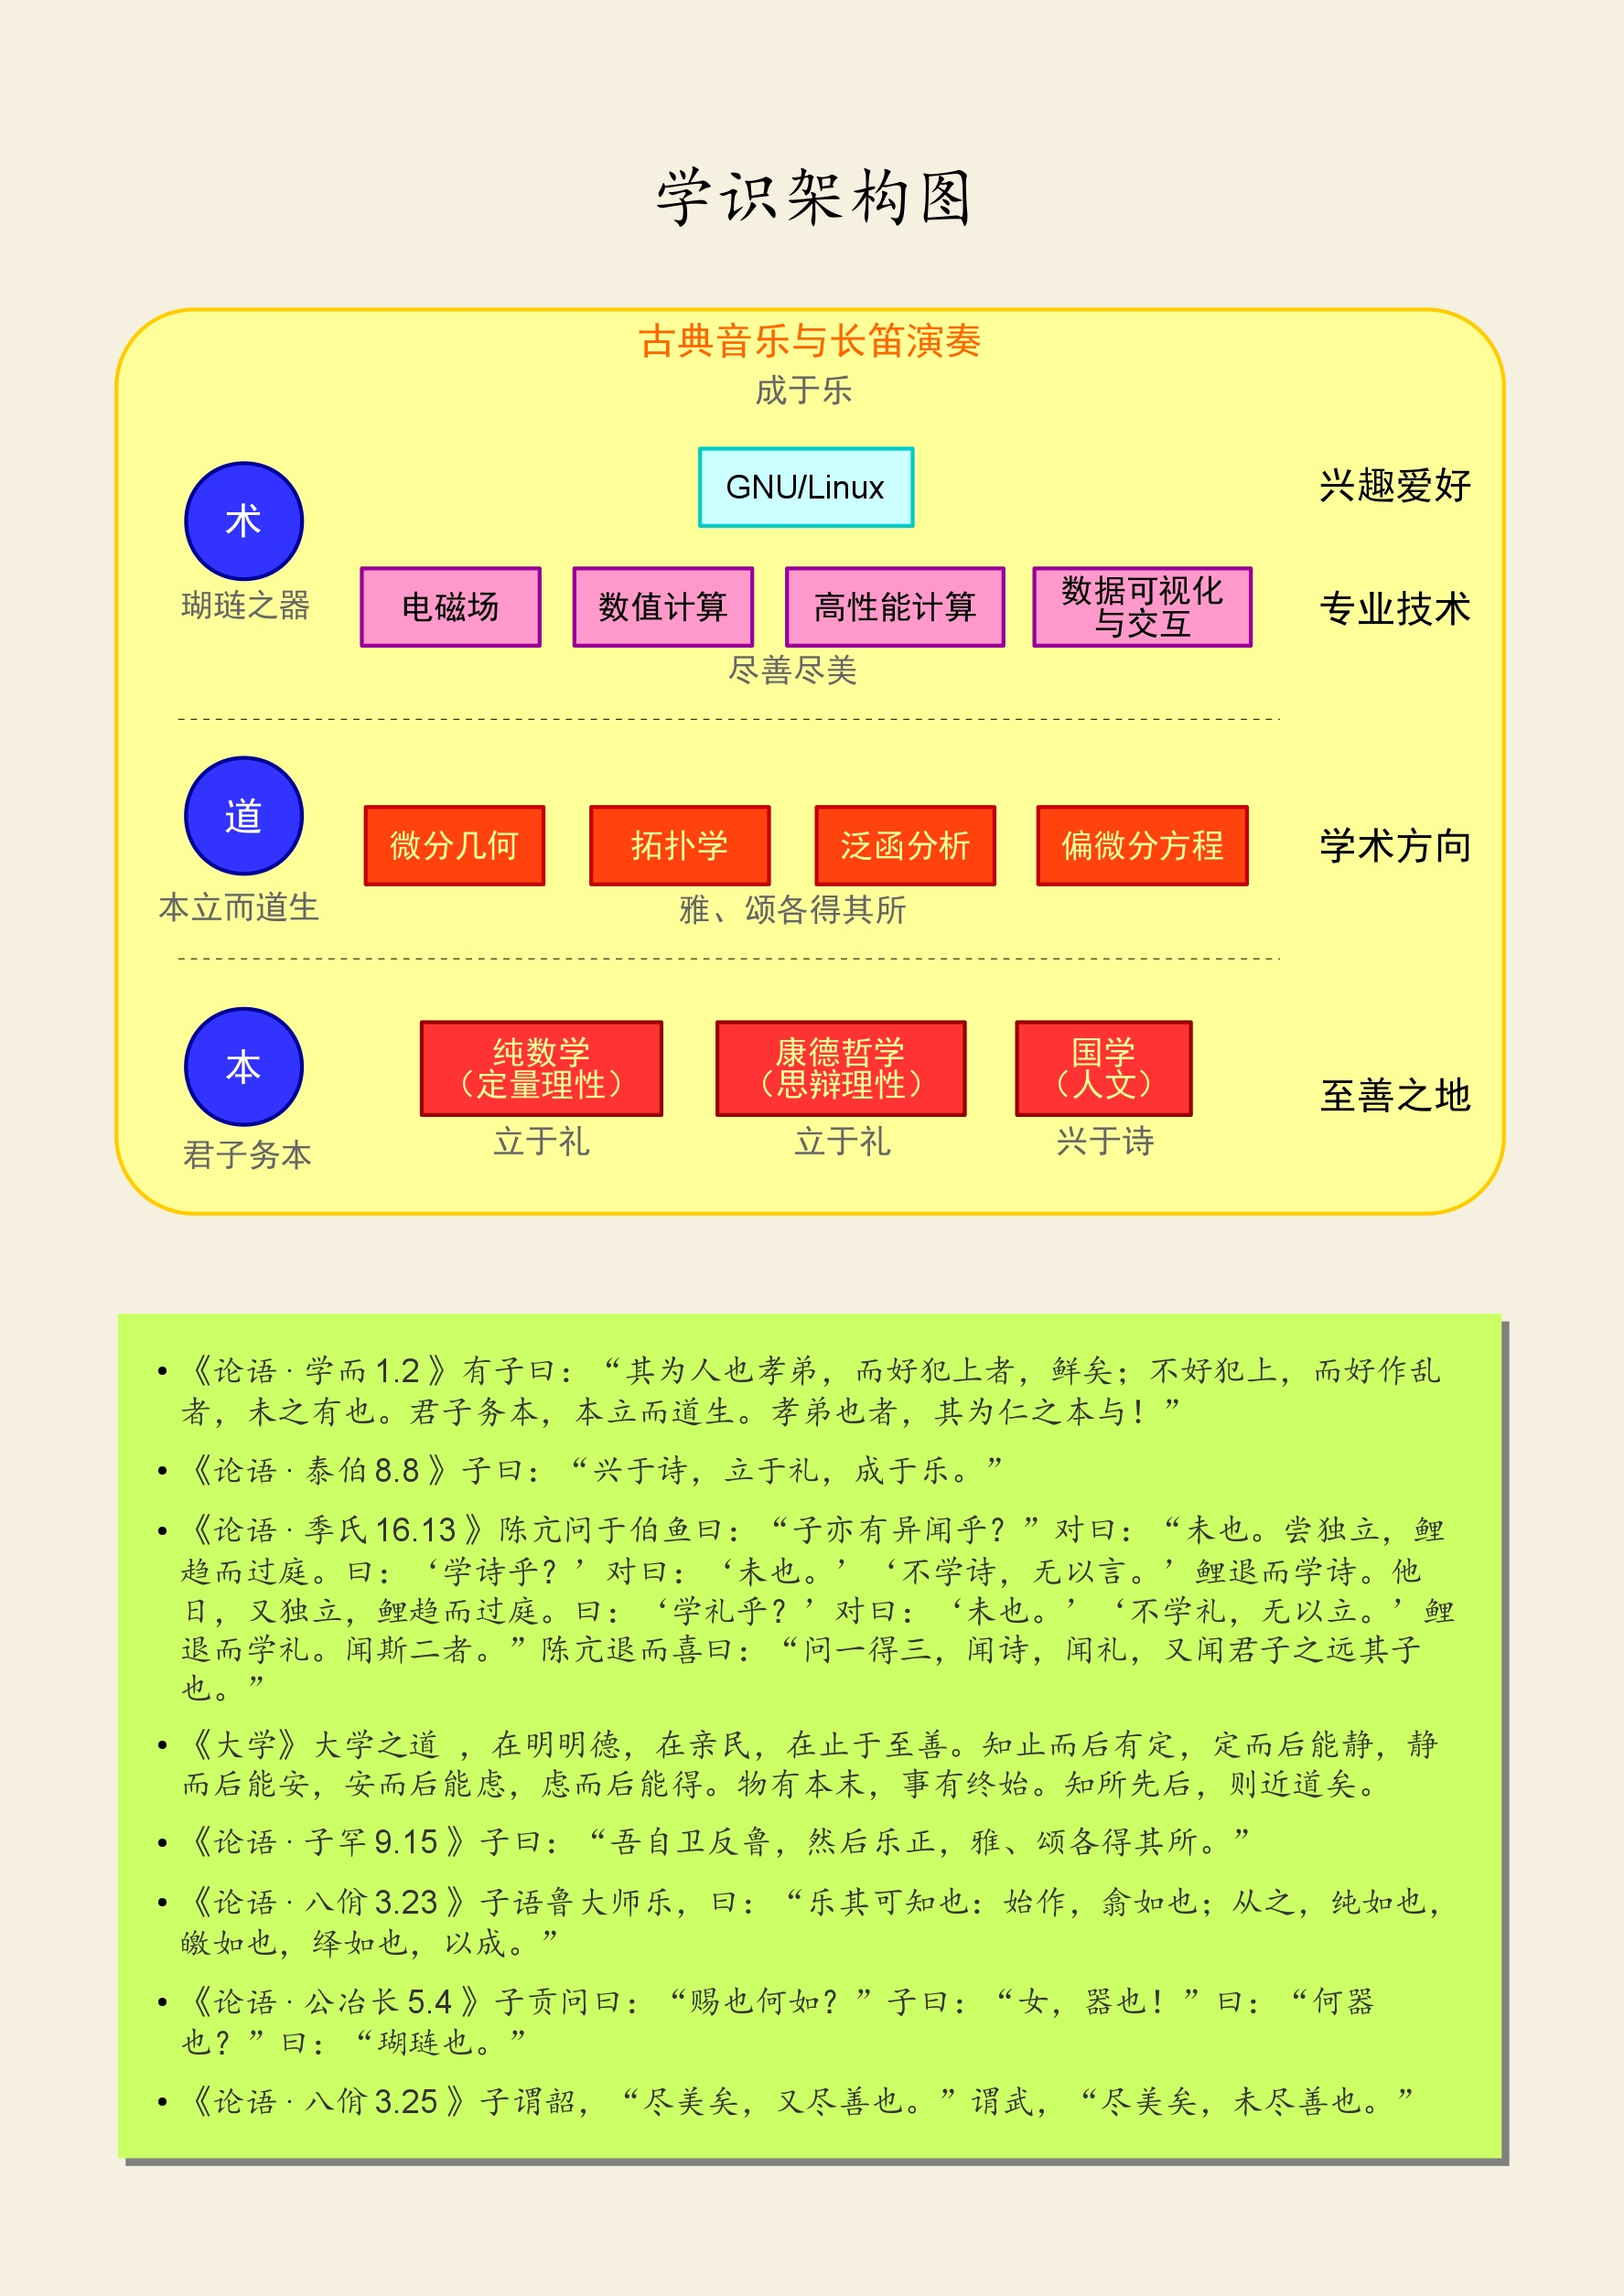 学识架构图
古典音乐与长笛演奏
成于乐
术
瑚琏之器
GNU/Linux
兴趣爱好
电磁场
数值计算
高性能计算
数据可视化
与交互
专业技术
尽善尽美
道
本立而道生
微分几何
拓扑学
泛函分析
偏微分方程
学术方向
雅、颂各得其所
本
君子务本
纯数学
（定量理性）
康德哲学
（思辩理性）
国学
（人文）
至善之地
立于礼
立于礼
兴于诗
• 《论语 · 学而 1.2 》有子曰：“其为人也孝弟，而好犯上者，鲜矣；不好犯上，而好作乱
者，未之有也。君子务本，本立而道生。孝弟也者，其为仁之本与！”
• 《论语 · 泰伯 8.8 》子曰：“兴于诗，立于礼，成于乐。”
• 《论语 · 季氏 16.13 》陈亢问于伯鱼曰：“子亦有异闻乎？”对曰：“未也。尝独立，鲤
趋而过庭。曰：‘学诗乎？’对曰：‘未也。’‘不学诗，无以言。’鲤退而学诗。他
日，又独立，鲤趋而过庭。曰：‘学礼乎？’对曰：‘未也。’‘不学礼，无以立。’鲤
退而学礼。闻斯二者。”陈亢退而喜曰：“问一得三，闻诗，闻礼，又闻君子之远其子
也。”
• 《大学》大学之道 ，在明明德，在亲民，在止于至善。知止而后有定，定而后能静，静
而后能安，安而后能虑，虑而后能得。物有本末，事有终始。知所先后，则近道矣。
• 《论语 · 子罕 9.15 》子曰：“吾自卫反鲁，然后乐正，雅、颂各得其所。”
• 《论语 · 八佾 3.23 》子语鲁大师乐，曰：“乐其可知也：始作，翕如也；从之，纯如也，
皦如也，绎如也，以成。”
• 《论语 · 公冶长 5.4 》子贡问曰：“赐也何如？”子曰：“女，器也！”曰：“何器
也？”曰：“瑚琏也。”
• 《论语 · 八佾 3.25 》子谓韶，“尽美矣，又尽善也。”谓武，“尽美矣，未尽善也。”